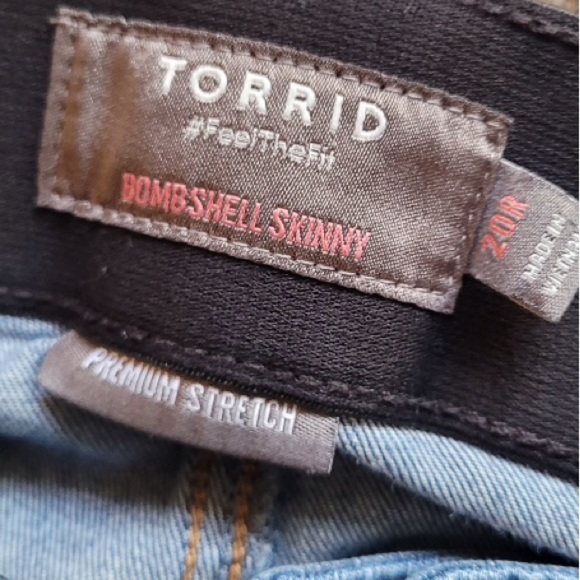 TORRID
#FeelTheFit
BOMBSHELL SKINNY
20R
MADE IN
VIETNAM
PREMIUM STRETCH